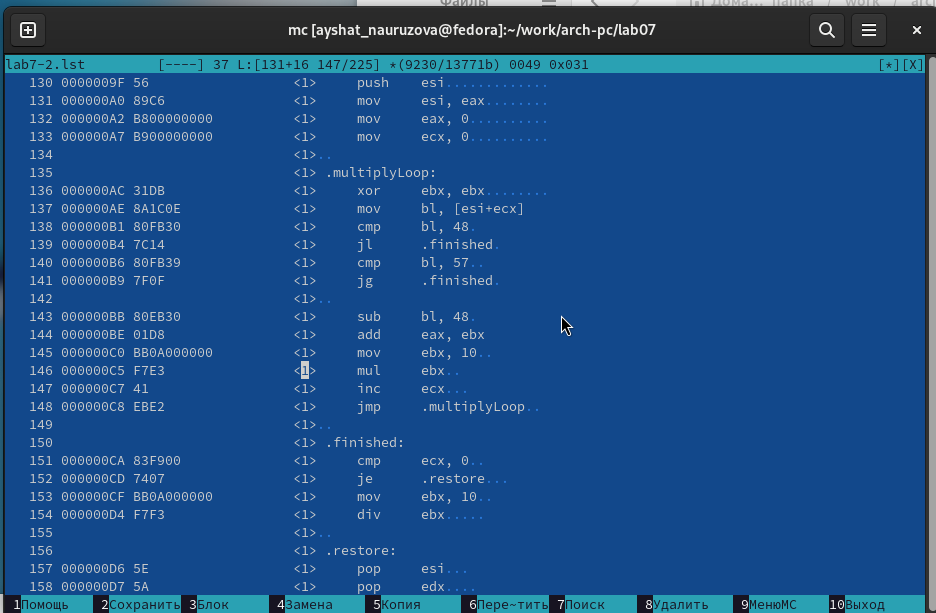 Файлы
mc [ayshat_nauruzova@fedora]:~/work/arch-pc/lab07
lab7-2.lst [----] 37 L:[131+16 147/225] *(9230/13771b) 0049 0x031 [*][X]
130 0000009F 56 <1> push esi.............
131 000000A0 89C6 <1> mov esi, eax........
132 000000A2 B800000000 <1> mov eax, 0..........
133 000000A7 B900000000 <1> mov ecx, 0..........
134 <1>..
135 <1> .multiplyLoop:
136 000000AC 31DB <1> xor ebx, ebx........
137 000000AE 8A1C0E <1> mov bl, [esi+ecx]
138 000000B1 80FB30 <1> cmp bl, 48.
139 000000B4 7C14 <1> jl .finished.
140 000000B6 80FB39 <1> cmp bl, 57..
141 000000B9 7F0F <1> jg .finished.
142 <1>..
143 000000BB 80EB30 <1> sub bl, 48.
144 000000BE 01D8 <1> add eax, ebx
145 000000C0 BB0A000000 <1> mov ebx, 10..
146 000000C5 F7E3 <1> mul ebx..
147 000000C7 41 <1> inc ecx...
148 000000C8 EBE2 <1> jmp .multiplyLoop..
149 <1>..
150 <1> .finished:
151 000000CA 83F900 <1> cmp ecx, 0..
152 000000CD 7407 <1> je .restore...
153 000000CF BB0A000000 <1> mov ebx, 10..
154 000000D4 F7F3 <1> div ebx.....
155 <1>..
156 <1> .restore:
157 000000D6 5E <1> pop esi...
158 000000D7 5A <1> pop edx....
1Помощь 2Сохранить 3Блок 4Замена 5Копия 6Пере~тить 7Поиск 8Удалить 9МенюMC 10Выход